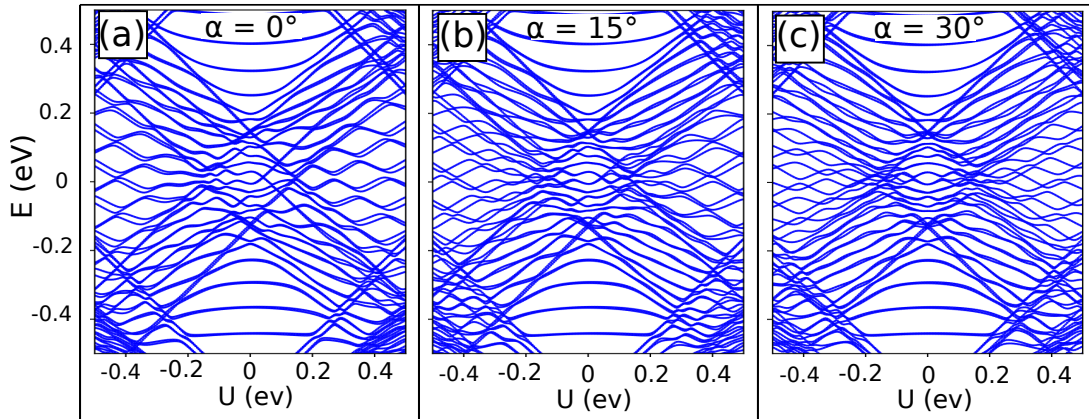 (a) α = 0°
(b) α = 15°
(c) α = 30°
E (eV)
0.4
0.2
0
-0.2
-0.4
-0.4 -0.2 0 0.2 0.4
-0.4 -0.2 0 0.2 0.4
-0.4 -0.2 0 0.2 0.4
U (ev)
U (ev)
U (ev)